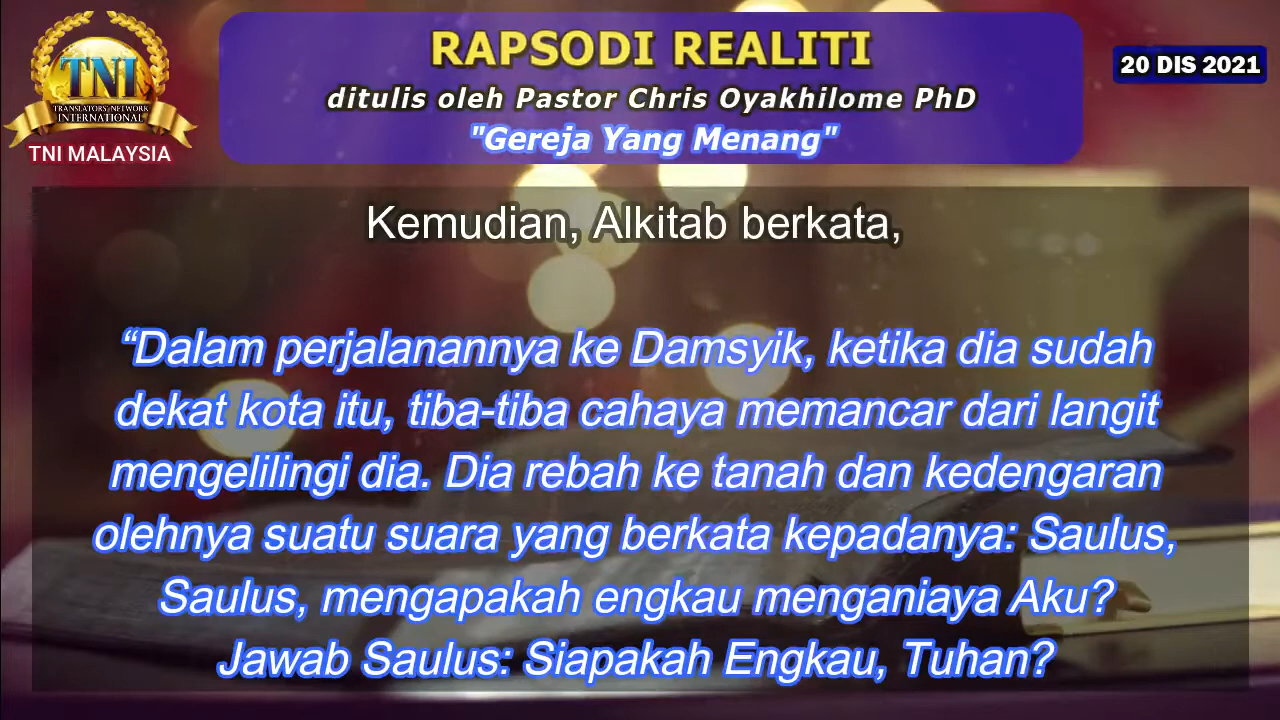 TNI
TRANSLATORS' NETWORK
INTERNATIONAL
TNI MALAYSIA
RAPSODI REALITI
ditulis oleh Pastor Chris Oyakhilome PhD
"Gereja Yang Menang"
20 DIS 2021
Kemudian, Alkitab berkata,
“Dalam perjalanannya ke Damsyik, ketika dia sudah
dekat kota itu, tiba-tiba cahaya memancar dari langit
mengelilingi dia. Dia rebah ke tanah dan kedengaran
olehnya suatu suara yang berkata kepadanya: Saulus,
Saulus, mengapakah engkau menganiaya Aku?
Jawab Saulus: Siapakah Engkau, Tuhan?